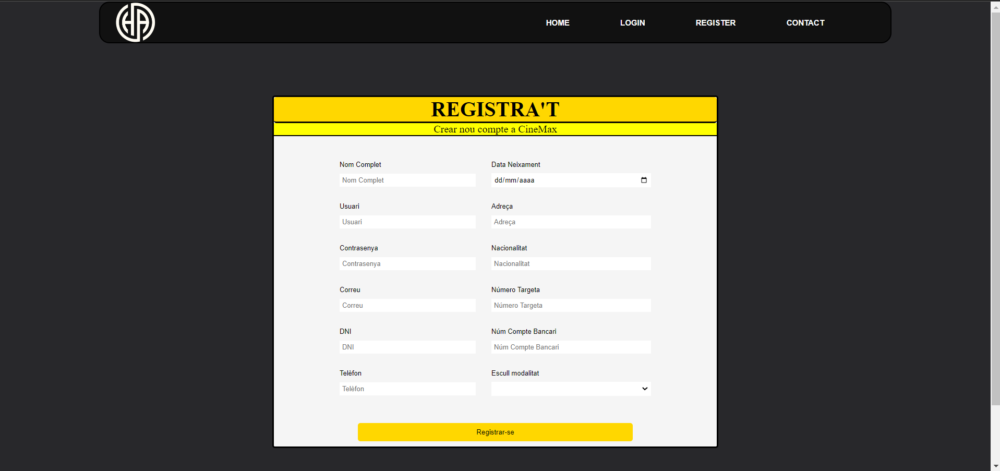 HA
HOME LOGIN REGISTER CONTACT
REGISTRA'T
Crear nou compte a CineMax
Nom Complet Data Neixament
Nom Complet dd/mm/aaaa
Usuari Adreça
Usuari Adreça
Contrasenya Nacionalitat
Contrasenya Nacionalitat
Correu Número Targeta
Correu Número Targeta
DNI Núm Compte Bancari
DNI Núm Compte Bancari
Telèfon Escull modalitat
Telèfon
Registrar-se